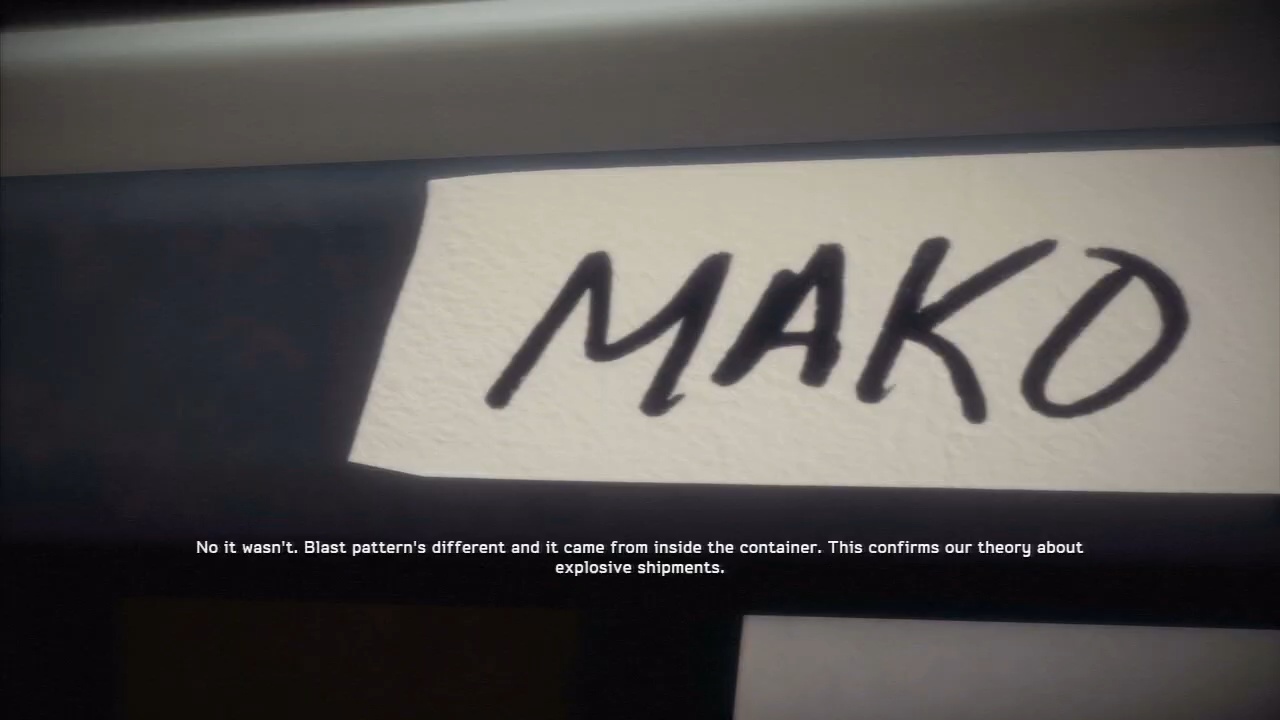 MAKO
No it wasn't. Blast pattern's different and it came from inside the container. This confirms our theory about
explosive shipments.